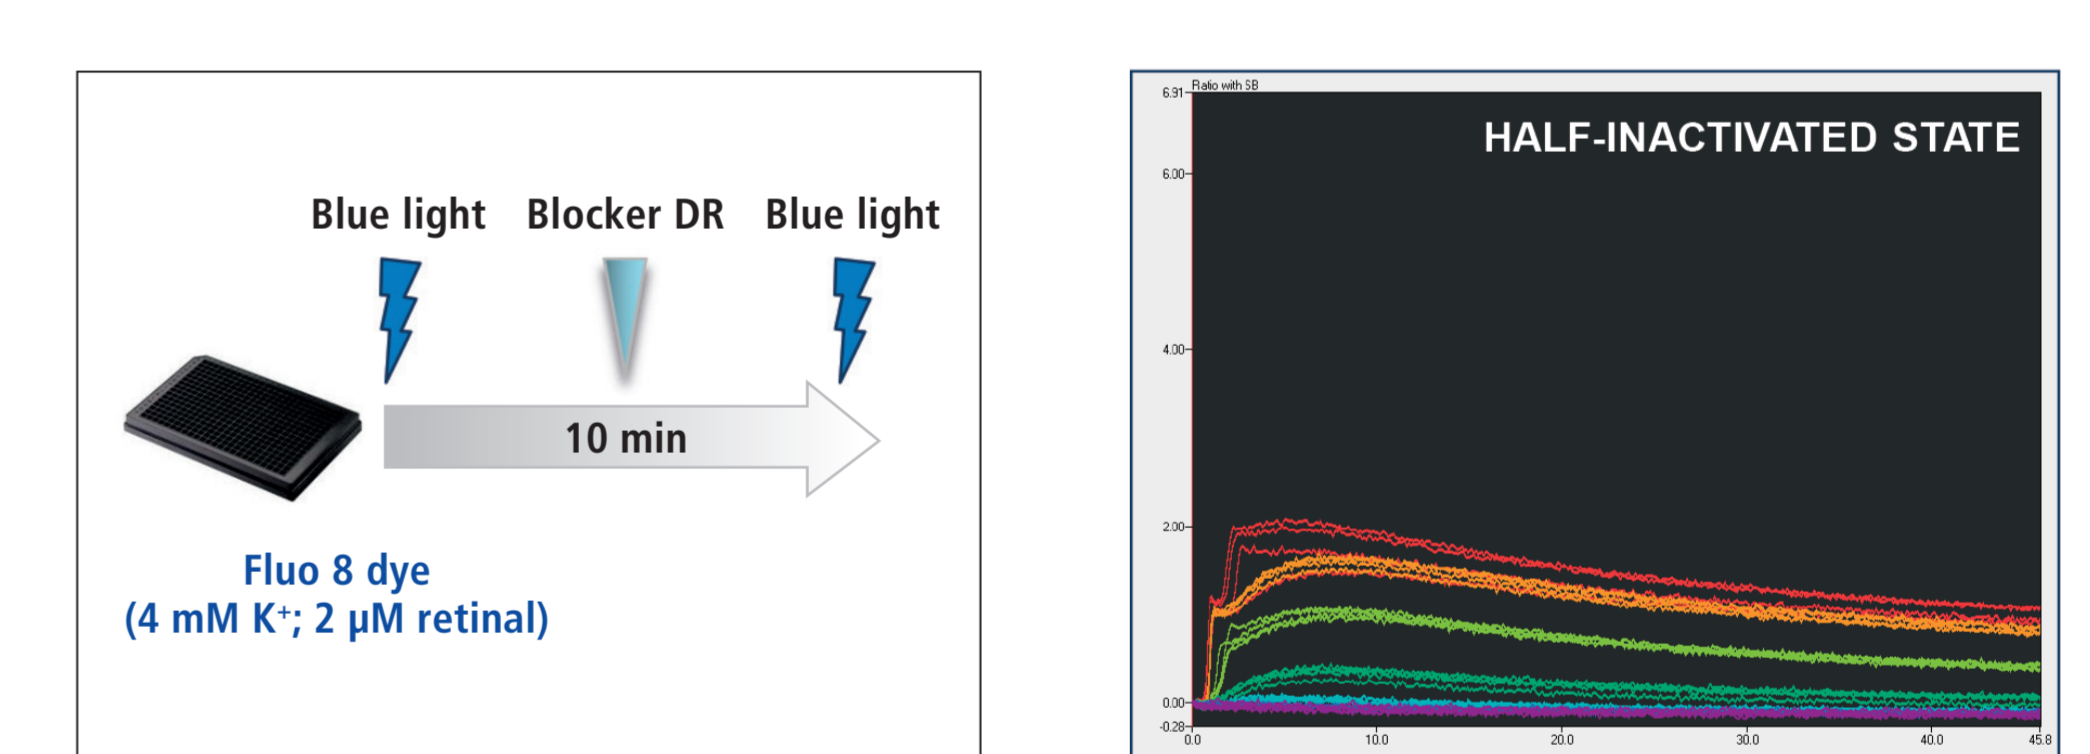 Blue light Blocker DR Blue light
10 min
Fluo 8 dye
(4 mM K⁺; 2 µM retinal)
Ratio with SB
HALF-INACTIVATED STATE
6.91
6.00
4.00
2.00
0.00
-0.28
0.0 10.0 20.0 30.0 40.0 45.8